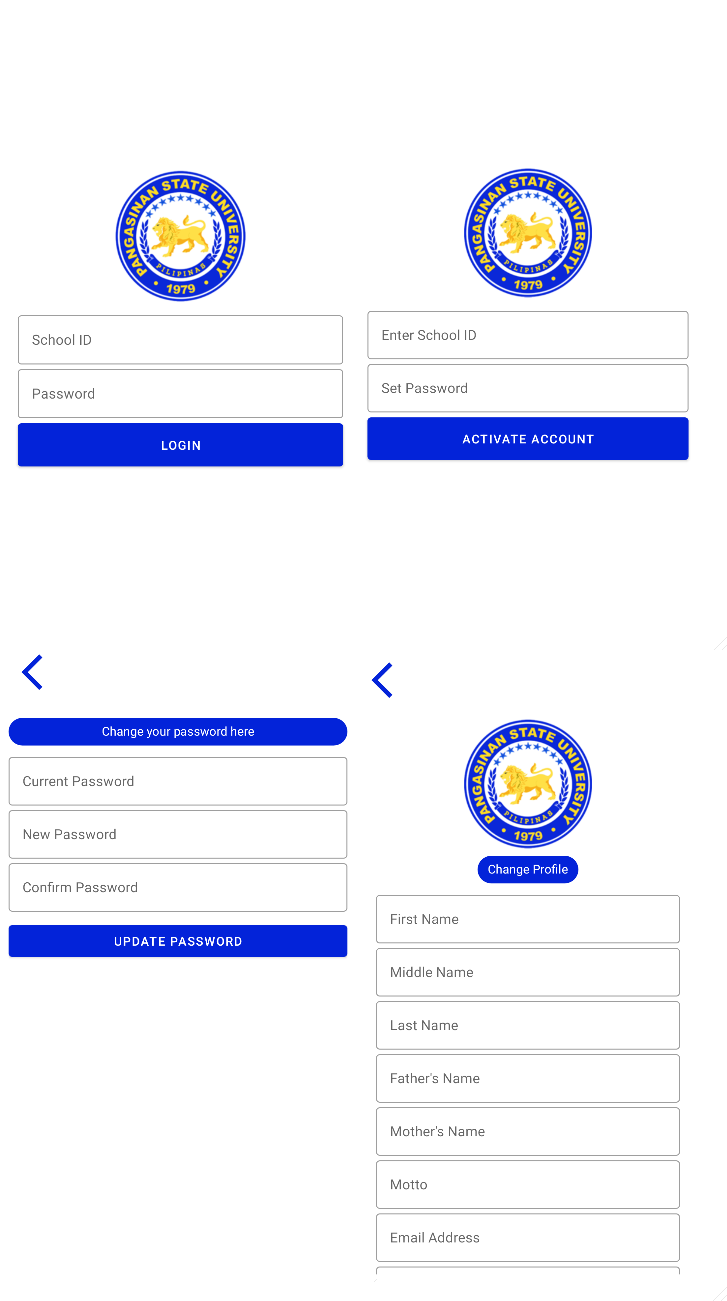 PANGASINAN STATE UNIVERSITY
PILIPINAS
1979
School ID
Password
LOGIN
PANGASINAN STATE UNIVERSITY
PILIPINAS
1979
Enter School ID
Set Password
ACTIVATE ACCOUNT
Change your password here
Current Password
New Password
Confirm Password
UPDATE PASSWORD
PANGASINAN STATE UNIVERSITY
PILIPINAS
1979
Change Profile
First Name
Middle Name
Last Name
Father's Name
Mother's Name
Motto
Email Address